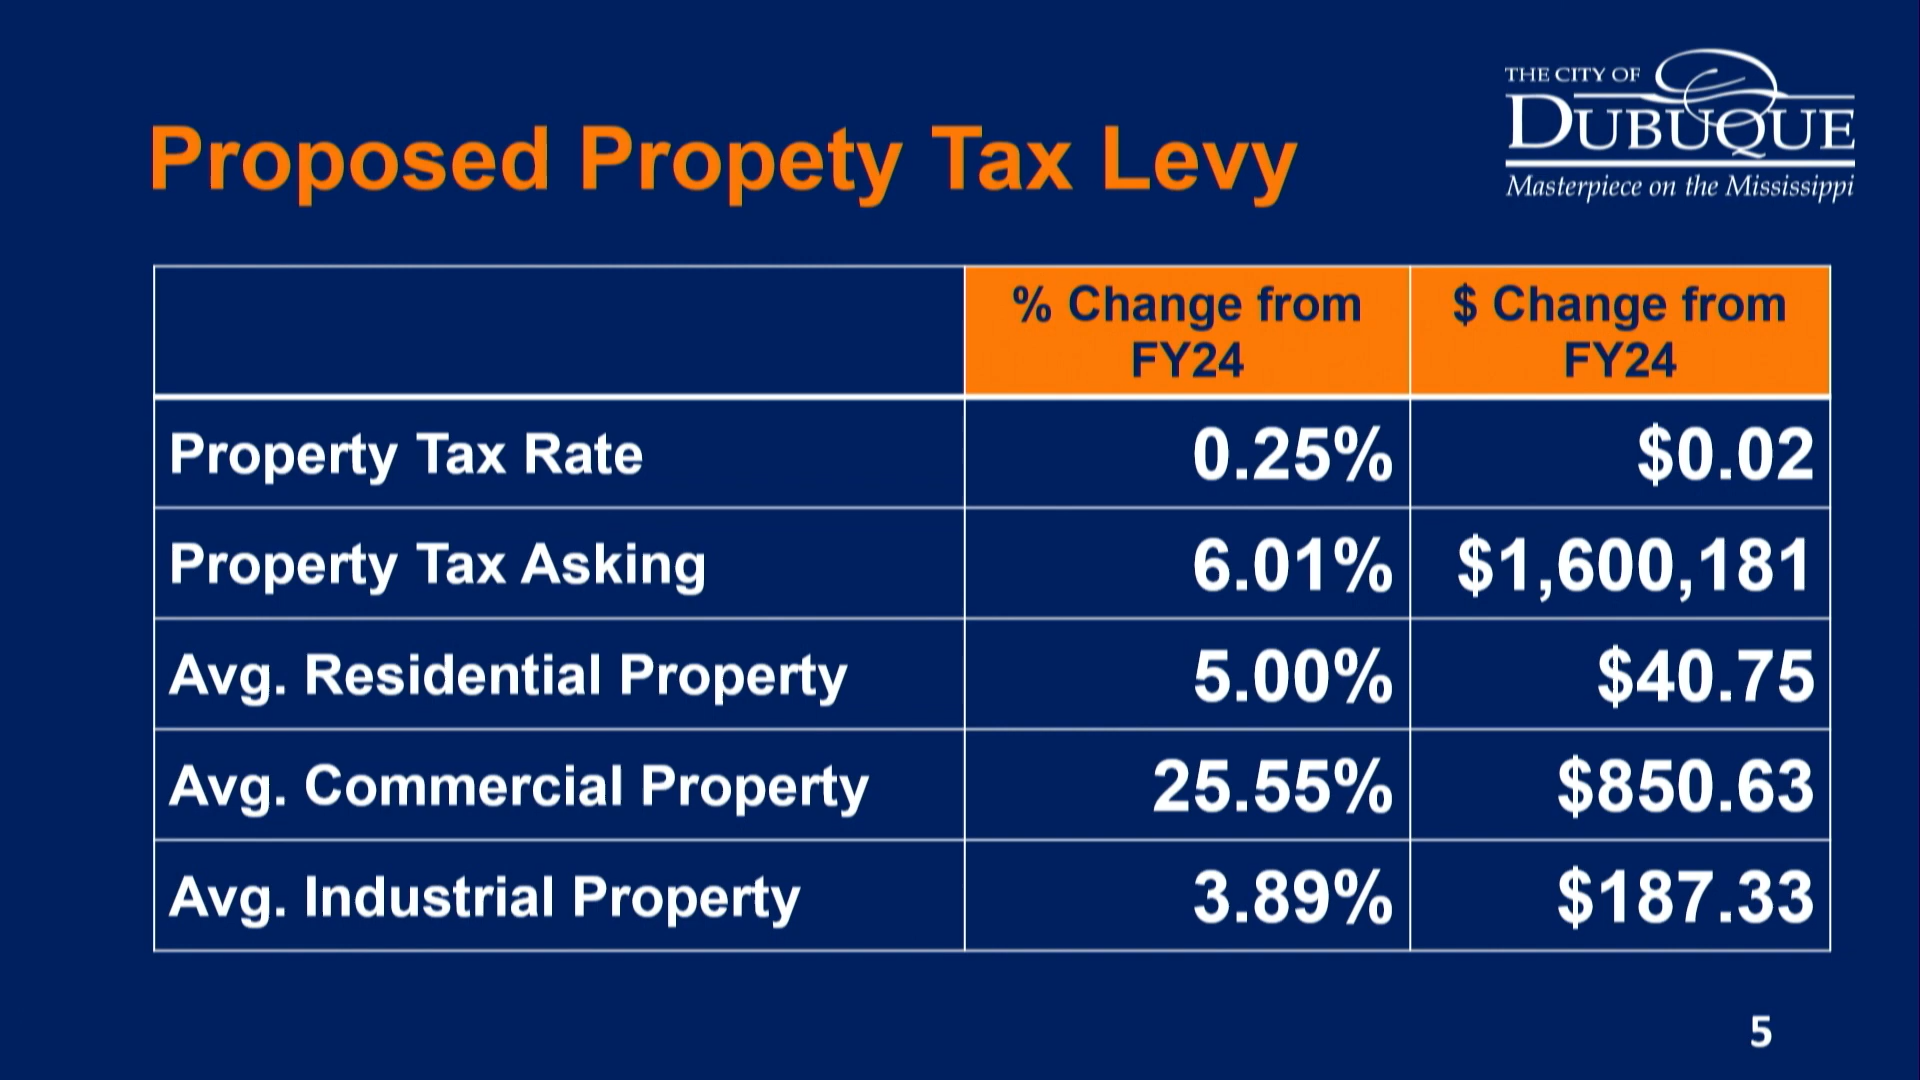 THE CITY OF
DUBUQUE
Masterpiece on the Mississippi
Proposed Propety Tax Levy
% Change from FY24
$ Change from FY24
Property Tax Rate 0.25% $0.02
Property Tax Asking 6.01% $1,600,181
Avg. Residential Property 5.00% $40.75
Avg. Commercial Property 25.55% $850.63
Avg. Industrial Property 3.89% $187.33
5